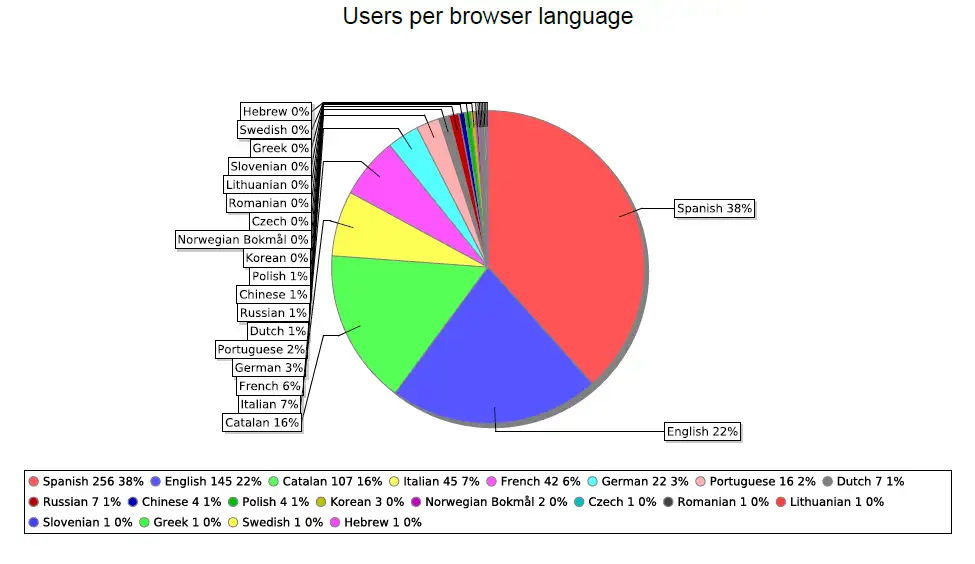 Users per browser language
Hebrew 0%
Swedish 0%
Greek 0%
Slovenian 0%
Lithuanian 0%
Romanian 0%
Czech 0%
Norwegian Bokmål 0%
Korean 0%
Polish 1%
Chinese 1%
Russian 1%
Dutch 1%
Portuguese 2%
German 3%
French 6%
Italian 7%
Catalan 16%
Spanish 38%
English 22%
Spanish 256 38% English 145 22% Catalan 107 16% Italian 45 7% French 42 6% German 22 3% Portuguese 16 2% Dutch 7 1%
Russian 7 1% Chinese 4 1% Polish 4 1% Korean 3 0% Norwegian Bokmål 2 0% Czech 1 0% Romanian 1 0% Lithuanian 1 0%
Slovenian 1 0% Greek 1 0% Swedish 1 0% Hebrew 1 0%